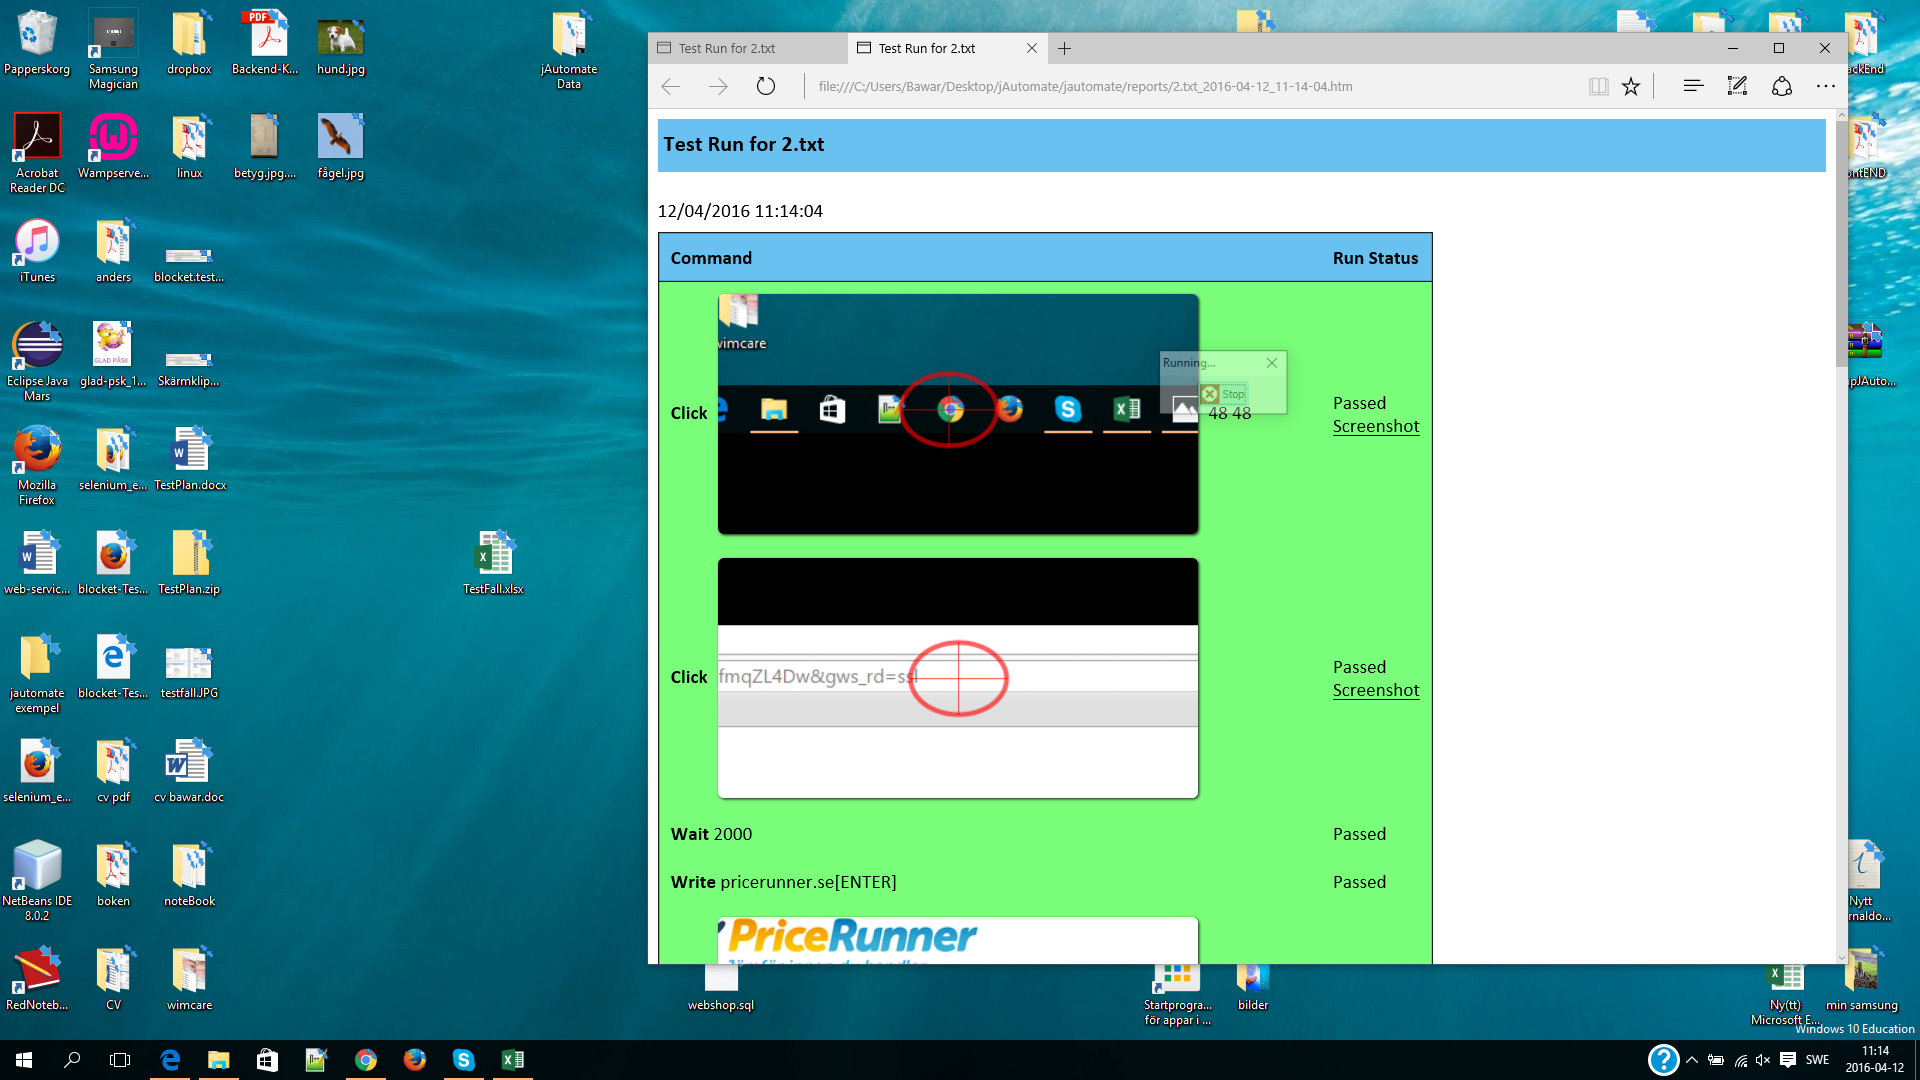 Papperskorg
Samsung Magician
dropbox
Backend-K...
hund.jpg
jAutomate Data
Acrobat Reader DC
Wampserve...
linux
betyg.jpg....
fågel.jpg
iTunes
anders
blocket.test...
Eclipse Java Mars
glad-psk_1...
GLAD PÅSK
Skärmklip...
Mozilla Firefox
selenium_e...
TestPlan.docx
web-servic...
blocket-Tes...
TestPlan.zip
TestFall.xlsx
jautomate exempel
blocket-Tes...
testfall.JPG
selenium_e...
cv pdf
cv bawar.doc
NetBeans IDE 8.0.2
boken
noteBook
RedNoteb...
CV
wimcare
Test Run for 2.txt
Test Run for 2.txt
file:///C:/Users/Bawar/Desktop/jAutomate/jautomate/reports/2.txt_2016-04-12_11-14-04.htm
Test Run for 2.txt
12/04/2016 11:14:04
Command Run Status
wimcare
Running...
Stop
Click 48 48 Passed
Screenshot
fmqZL4Dw&gws_rd=ssl
Click Passed
Screenshot
Wait 2000 Passed
Write pricerunner.se[ENTER] Passed
PriceRunner
webshop.sql
Startprogra... för appar i ...
bilder
ackEnd
ontEND
pJAuto...
Nytt
rnaldo...
Ny(tt) Microsoft E...
min samsung
Windows 10 Education
SWE
11:14
2016-04-12